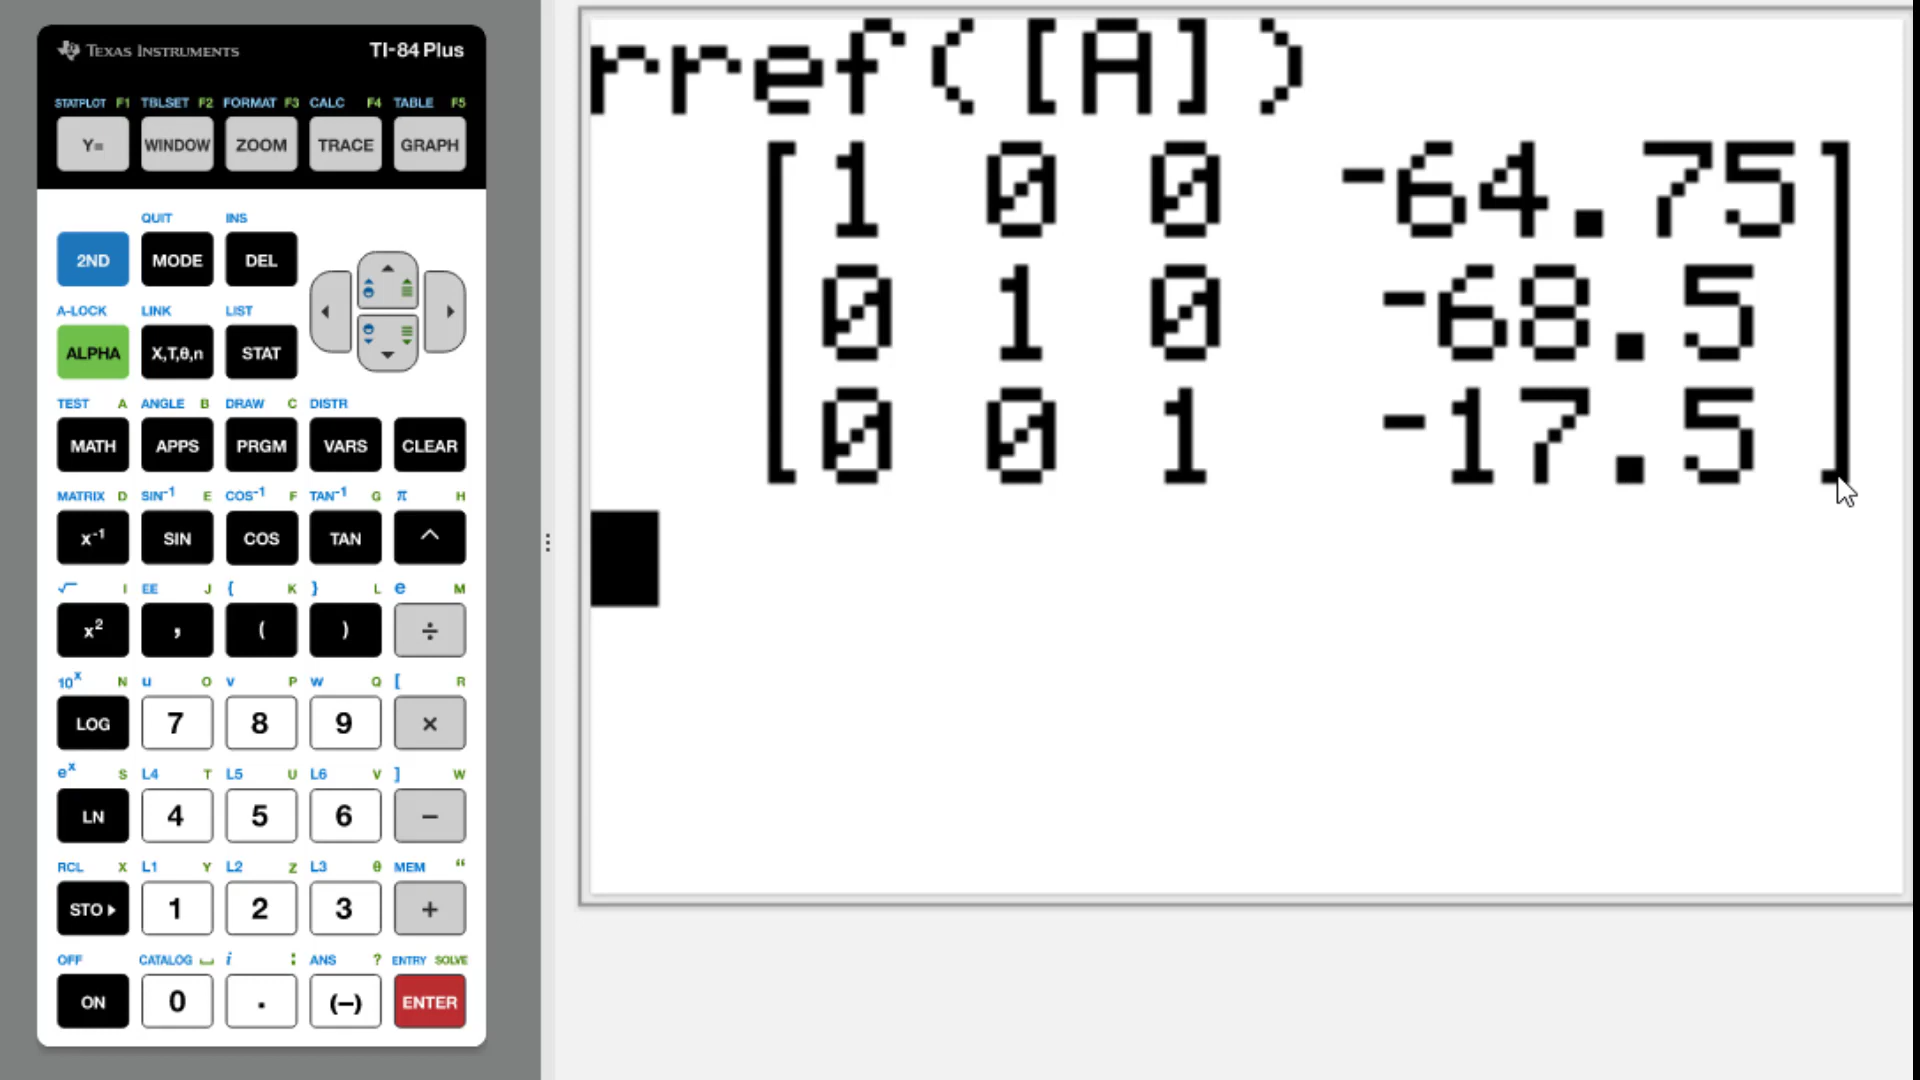 TEXAS INSTRUMENTS TI-84 Plus
STATPLOT F1 TBLSET F2 FORMAT F3 CALC F4 TABLE F5
Y= WINDOW ZOOM TRACE GRAPH
QUIT INS
2ND MODE DEL
A-LOCK LINK LIST
ALPHA X,T,θ,n STAT
TEST A ANGLE B DRAW C DISTR
MATH APPS PRGM VARS CLEAR
MATRIX D SIN⁻¹ E COS⁻¹ F TAN⁻¹ G π H
x⁻¹ SIN COS TAN ^
√ I EE J { K } L e M
x² , ( ) ÷
10ˣ N u O v P w Q [ R
LOG 7 8 9 ×
eˣ S L4 T L5 U L6 V ] W
LN 4 5 6 −
RCL X L1 Y L2 Z L3 θ MEM “
STO▸ 1 2 3 +
OFF CATALOG ⎵ i : ANS ? ENTRY SOLVE
ON 0 . (−) ENTER
rref([A])
[1 0 0 -64.75]
[0 1 0 -68.5]
[0 0 1 -17.5]